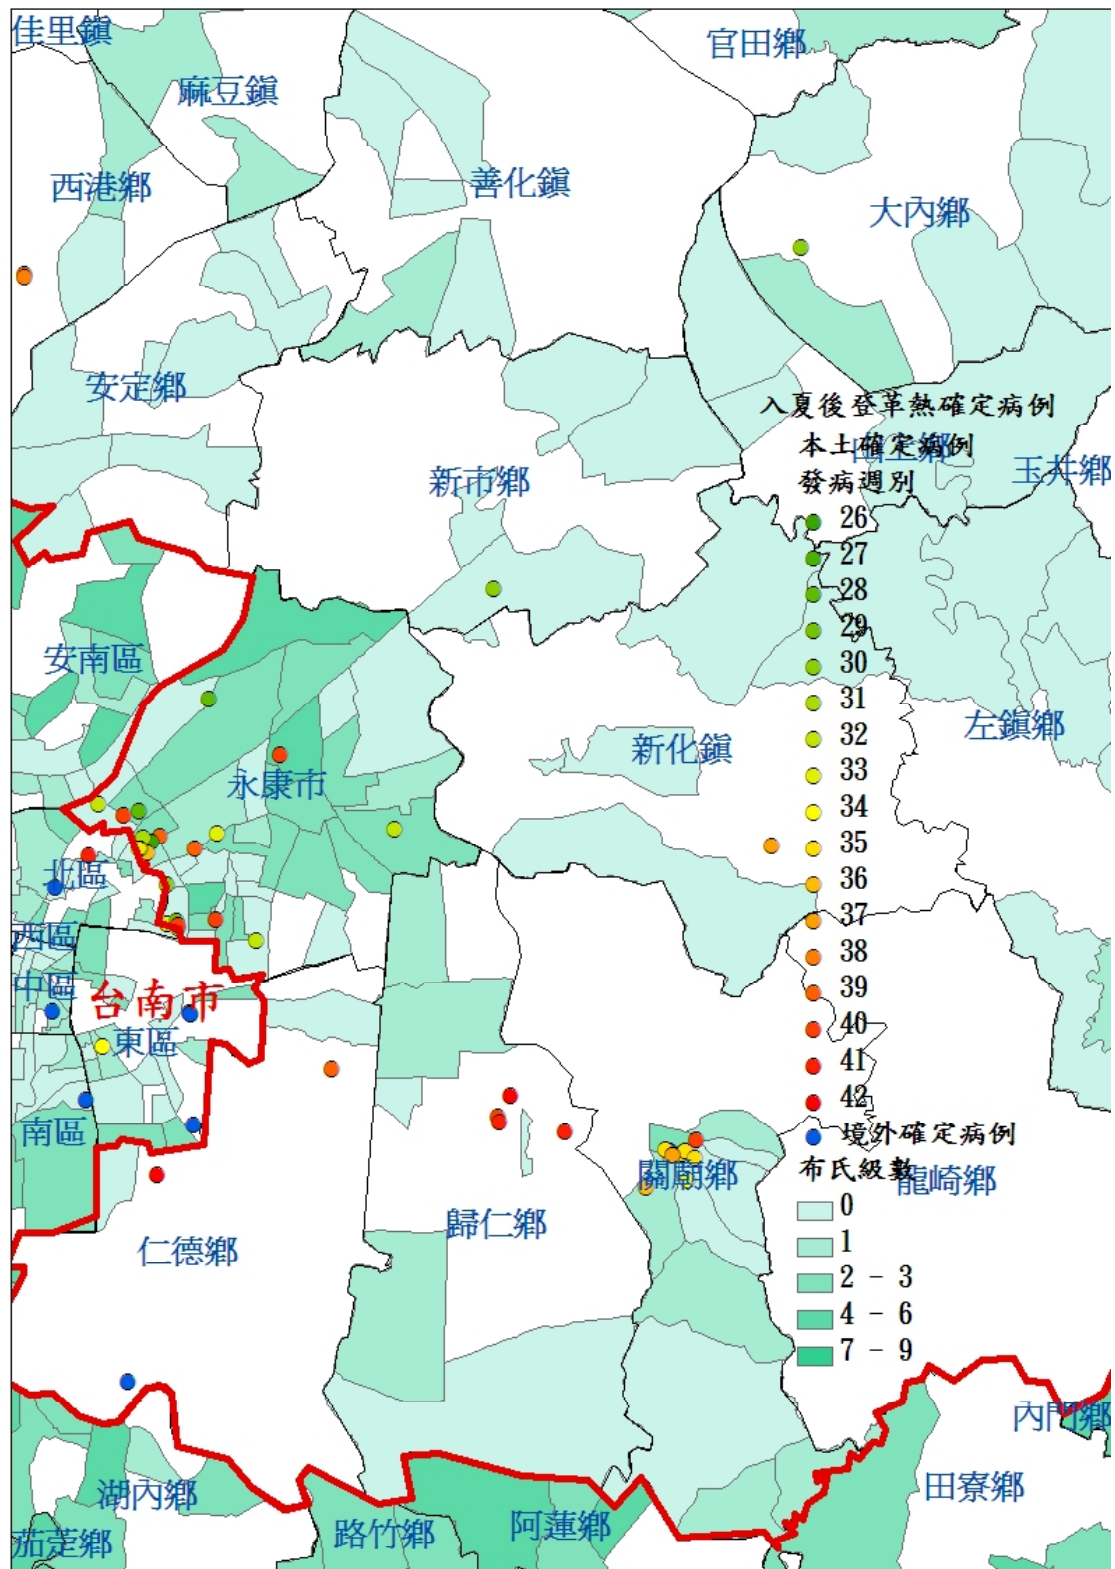 佳里鎮
官田鄉
麻豆鎮
西港鄉
善化鎮
大內鄉
安定鄉
入夏後登革熱確定病例
本土確定病例
玉井鄉
新市鄉
發病週別
26
27
28
29
30
31
32
33
34
35
36
37
38
39
40
41
42
境外確定病例
布氏級數
0
1
2 - 3
4 - 6
7 - 9
安南區
左鎮鄉
新化鎮
永康市
北區
西區
中區
台南市
東區
南區
關廟鄉
龍崎鄉
歸仁鄉
仁德鄉
內門鄉
田寮鄉
湖內鄉
阿蓮鄉
路竹鄉
茄萣鄉